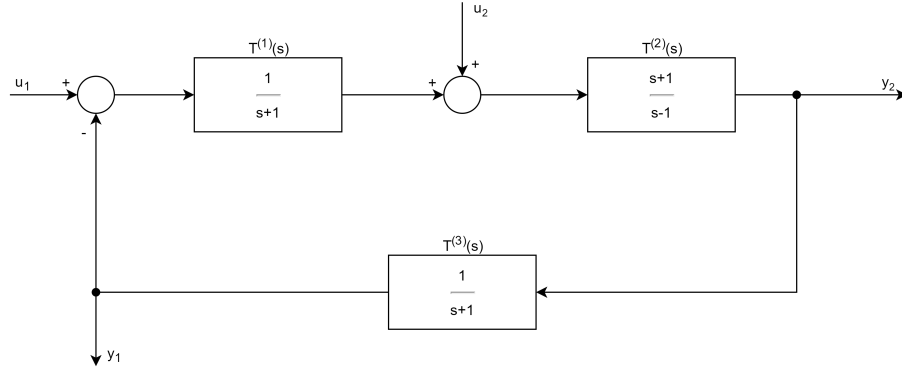 u₂
T⁽¹⁾(s)
T⁽²⁾(s)
u₁
+
1
s+1
+
+
s+1
s-1
y₂
-
T⁽³⁾(s)
1
s+1
y₁